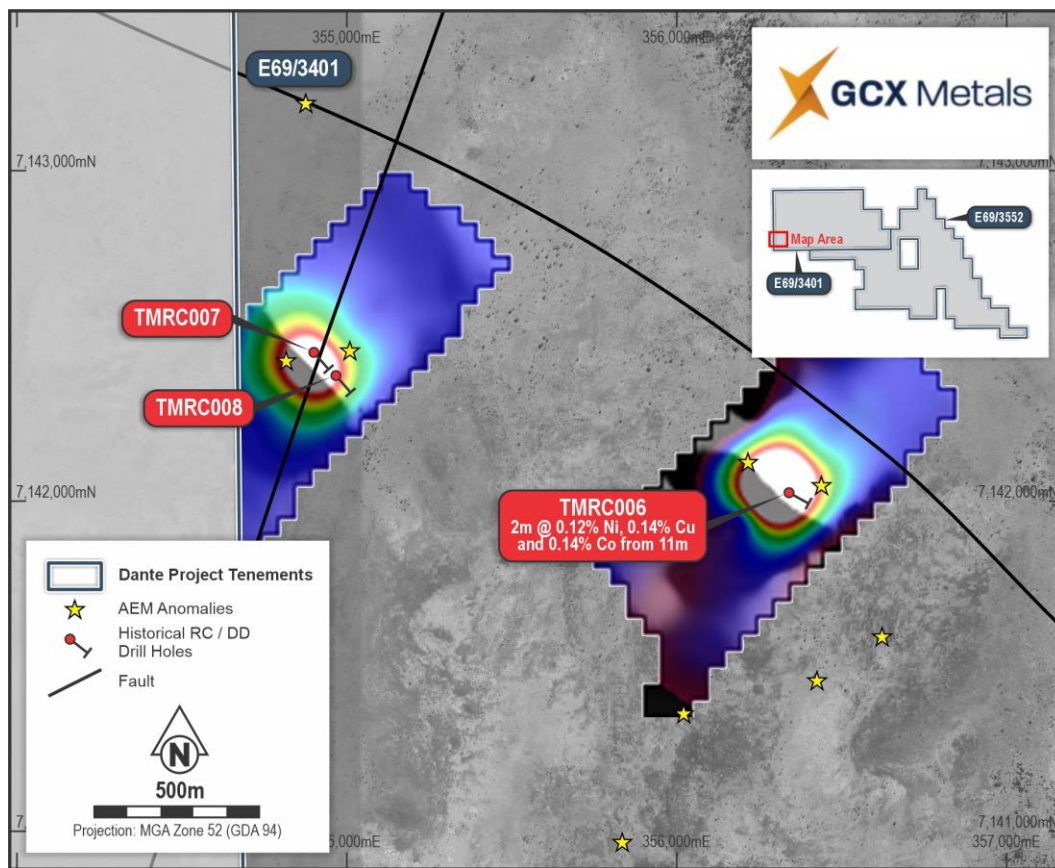 355,000mE
356,000mE
E69/3401
GCX Metals
7,143,000mN
7,143,000mN
E69/3552
Map Area
E69/3401
TMRC007
TMRC008
7,142,000mN
7,142,000mN
TMRC006
2m @ 0.12% Ni, 0.14% Cu
and 0.14% Co from 11m
Dante Project Tenements
AEM Anomalies
Historical RC / DD
Drill Holes
Fault
N
500m
Projection: MGA Zone 52 (GDA 94)
5,000mE
356,000mE
7,141,000mN
357,000mE